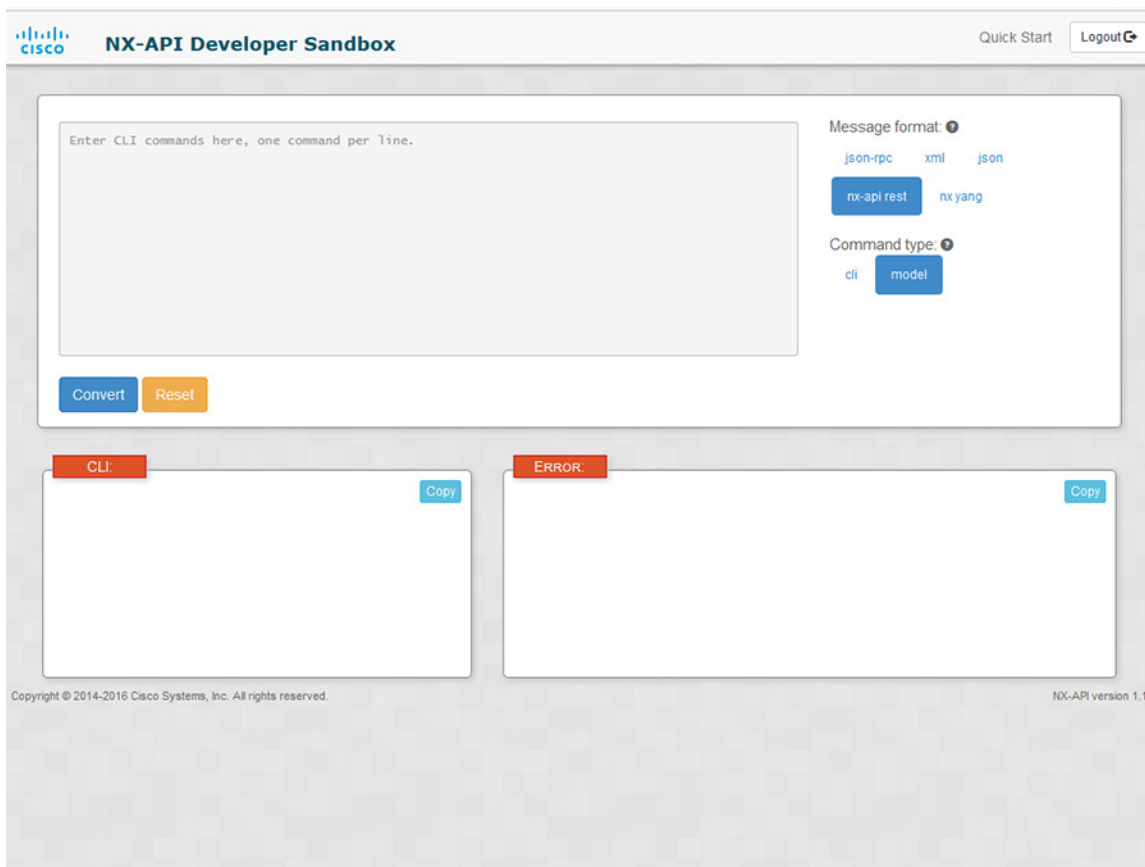 CISCO
NX-API Developer Sandbox
Quick Start
Logout
Enter CLI commands here, one command per line.
Message format:
json-rpc xml json
nx-api rest nx yang
Command type:
cli model
Convert Reset
CLI:
Copy
ERROR:
Copy
Copyright © 2014-2016 Cisco Systems, Inc. All rights reserved.
NX-API version 1.1